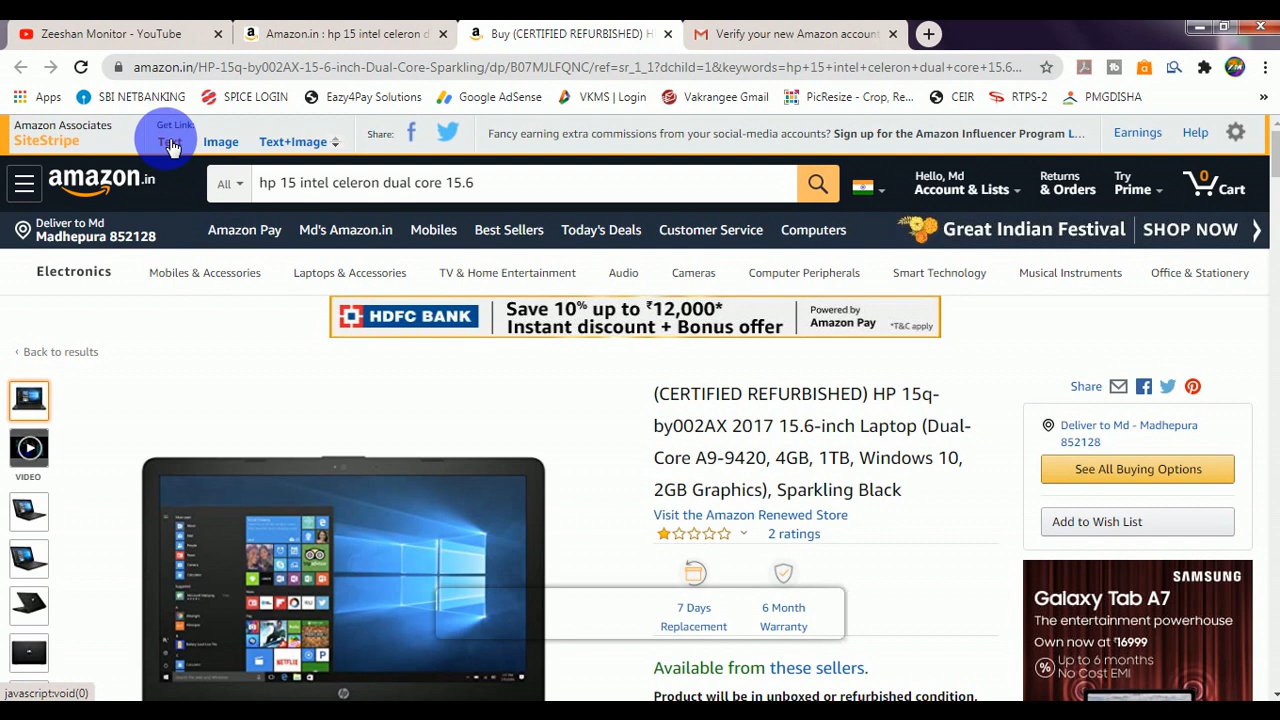 Zeeshan Monitor - YouTube
Amazon.in : hp 15 intel celeron d
Buy (CERTIFIED REFURBISHED) H
Verify your new Amazon account
amazon.in/HP-15q-by002AX-15-6-inch-Dual-Core-Sparkling/dp/B07MJLFQNC/ref=sr_1_1?dchild=1&keywords=hp+15+intel+celeron+dual+core+15.6...
Apps
SBI NETBANKING
SPICE LOGIN
Eazy4Pay Solutions
Google AdSense
VKMS | Login
Vakrangee Gmail
PicResize - Crop, Re...
CEIR
RTPS-2
PMGDISHA
Amazon Associates
SiteStripe
Get Link:
Text
Image
Text+Image
Share:
Fancy earning extra commissions from your social-media accounts? Sign up for the Amazon Influencer Program L...
Earnings
Help
amazon.in
All
hp 15 intel celeron dual core 15.6
Hello, Md
Account & Lists
Returns
& Orders
Try
Prime
0
Cart
Deliver to Md
Madhepura 852128
Amazon Pay
Md's Amazon.in
Mobiles
Best Sellers
Today's Deals
Customer Service
Computers
Great Indian Festival
SHOP NOW
Electronics
Mobiles & Accessories
Laptops & Accessories
TV & Home Entertainment
Audio
Cameras
Computer Peripherals
Smart Technology
Musical Instruments
Office & Stationery
HDFC BANK
Save 10% up to ₹12,000*
Instant discount + Bonus offer
Powered by
Amazon Pay
*T&C apply
‹ Back to results
VIDEO
(CERTIFIED REFURBISHED) HP 15q-
by002AX 2017 15.6-inch Laptop (Dual-
Core A9-9420, 4GB, 1TB, Windows 10,
2GB Graphics), Sparkling Black
Visit the Amazon Renewed Store
2 ratings
7 Days
Replacement
6 Month
Warranty
Available from these sellers.
Product will be in unboxed or refurbished condition,
Share
Deliver to Md - Madhepura
852128
See All Buying Options
Add to Wish List
SAMSUNG
Galaxy Tab A7
The entertainment powerhouse
Own now at ₹16999
% Up to 6 months
No Cost EMI
hp
javascript:void(0)